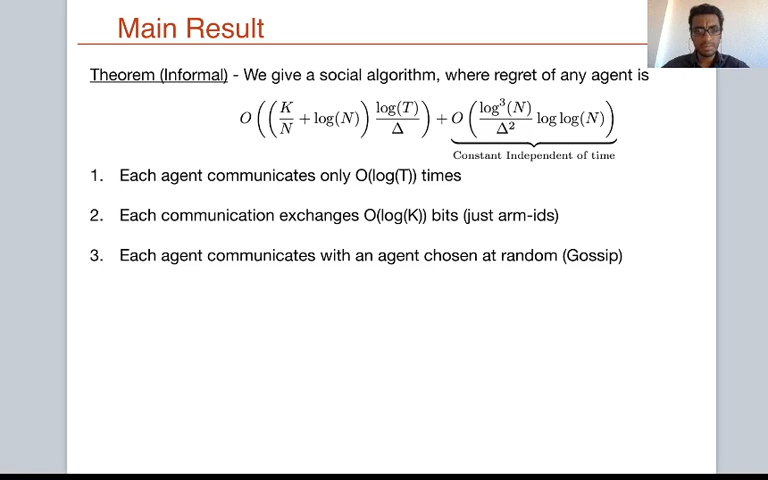 Main Result
Theorem (Informal) - We give a social algorithm, where regret of any agent is
O((K/N + log(N)) log(T)/Δ) + O(log³(N)/Δ² log log(N))
Constant Independent of time
1. Each agent communicates only O(log(T)) times
2. Each communication exchanges O(log(K)) bits (just arm-ids)
3. Each agent communicates with an agent chosen at random (Gossip)